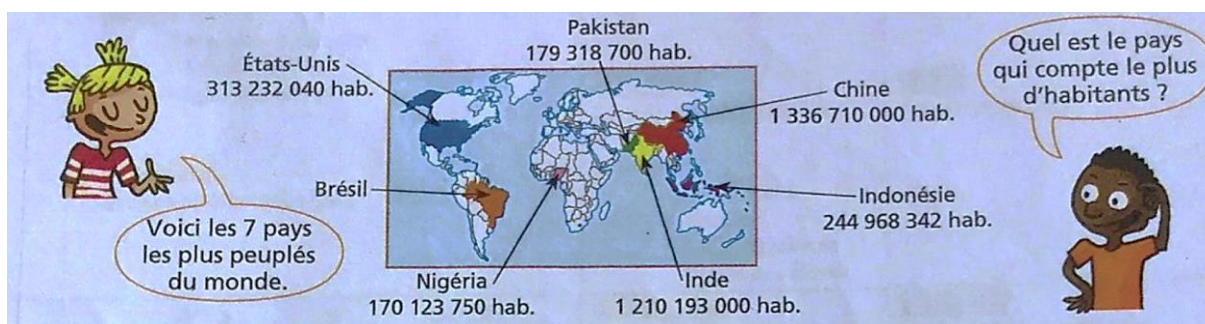 Voici les 7 pays
les plus peuplés
du monde.
États-Unis
313 232 040 hab.
Pakistan
179 318 700 hab.
Chine
1 336 710 000 hab.
Brésil
Indonésie
244 968 342 hab.
Nigéria
170 123 750 hab.
Inde
1 210 193 000 hab.
Quel est le pays
qui compte le plus
d'habitants ?